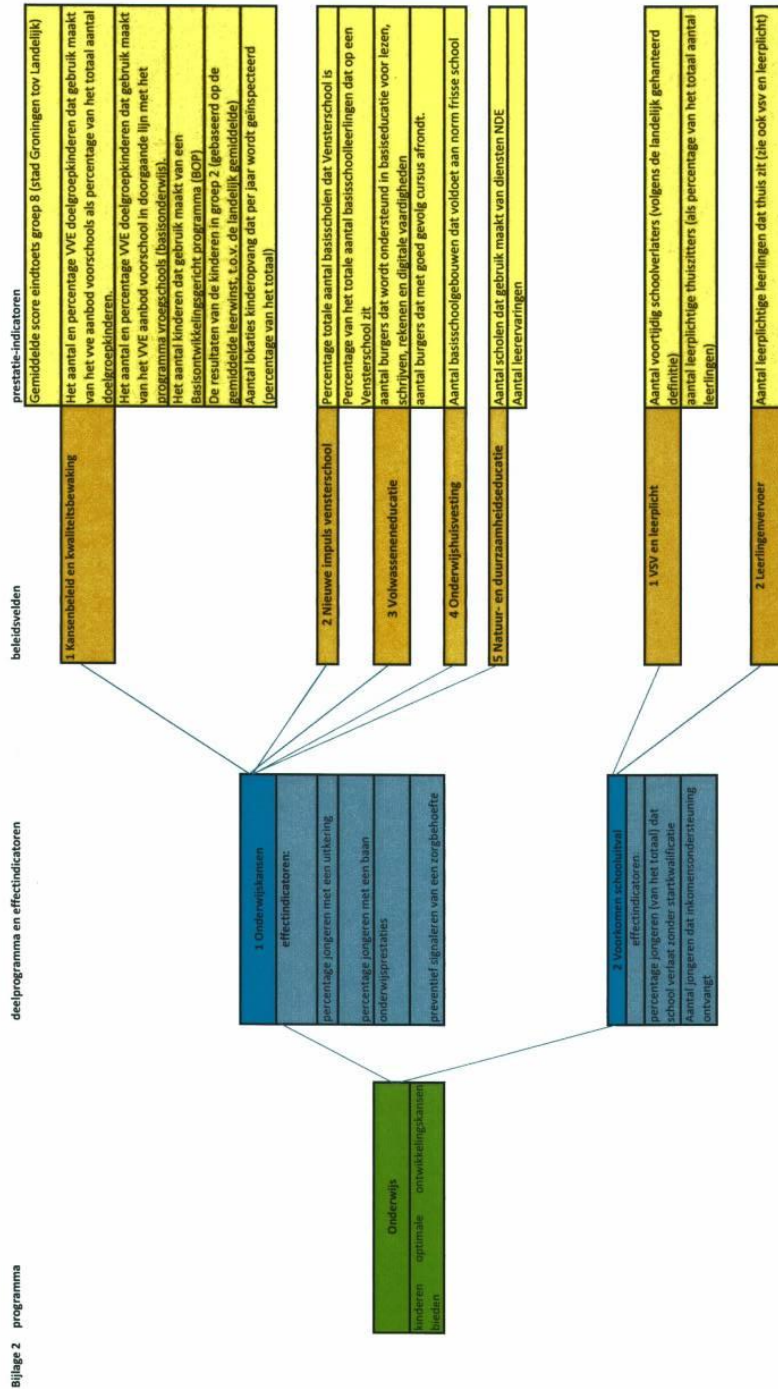 Bijlage 2 programma
deelprogramma en effectindicatoren
beleidsvelden
prestatie-indicatoren
Onderwijs
kinderen optimale ontwikkelingskansen
bieden
1 Onderwijskansen
effectindicatoren:
percentage jongeren met een uitkering
percentage jongeren met een baan
onderwijsprestaties
preventief signaleren van een zorgbehoefte
2 Voorkomen schooluitval
effectindicatoren:
percentage jongeren (van het totaal) dat
school verlaat zonder startkwalificatie
Aantal jongeren dat inkomensondersteuning
ontvangt
1 Kansenbeleid en kwaliteitsbewaking
2 Nieuwe impuls vensterschool
3 Volwasseneneducatie
4 Onderwijshuisvesting
5 Natuur- en duurzaamheidseducatie
1 VSV en leerplicht
2 Leerlingenvervoer
Gemiddelde score eindtoets groep 8 (stad Groningen tov Landelijk)
Het aantal en percentage VVE doelgroepkinderen dat gebruik maakt
van het vve aanbod voorschools als percentage van het totaal aantal
doelgroepkinderen.
Het aantal en percentage VVE doelgroepkinderen dat gebruik maakt
van het VVE aanbod voorschool in doorgaande lijn met het
programma vroegschools (basisonderwijs).
Het aantal kinderen dat gebruik maakt van een
Basisontwikkelingsgericht programma (BOP)
De resultaten van de kinderen in groep 2 (gebaseerd op de
gemiddelde leerwinst, t.o.v. de landelijk gemiddelde)
Aantal lokaties kinderopvang dat per jaar wordt geïnspecteerd
(percentage van het totaal)
Percentage totale aantal basisscholen dat Vensterschool is
Percentage van het totale aantal basisschoolleerlingen dat op een
Vensterschool zit
aantal burgers dat wordt ondersteund in basiseducatie voor lezen,
schrijven, rekenen en digitale vaardigheden
aantal burgers dat met goed gevolg cursus afrondt.
Aantal basisschoolgebouwen dat voldoet aan norm frisse school
Aantal scholen dat gebruik maakt van diensten NDE
Aantal leerervaringen
Aantal voortijdig schoolverlaters (volgens de landelijk gehanteerd
definitie)
aantal leerplichtige thuiszitters (als percentage van het totaal aantal
leerlingen)
Aantal leerplichtige leerlingen dat thuis zit (zie ook vsv en leerplicht)